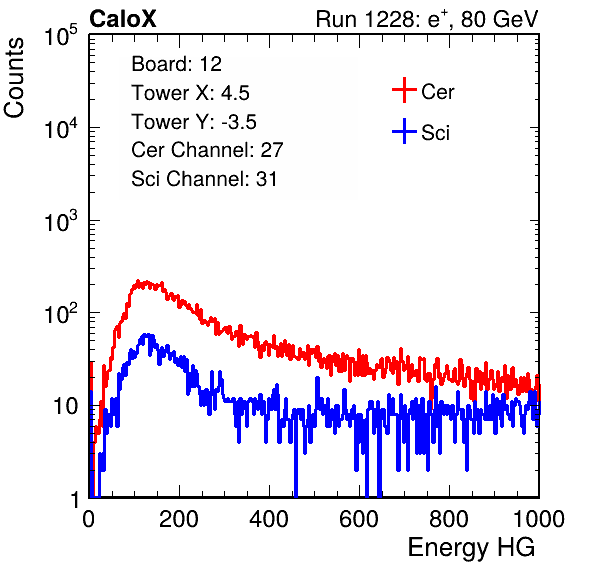 CaloX Run 1228: e⁺, 80 GeV
Board: 12
Tower X: 4.5
Tower Y: -3.5
Cer Channel: 27
Sci Channel: 31
Cer
Sci
Counts
10⁵
10⁴
10³
10²
10
1
0 200 400 600 800 1000
Energy HG